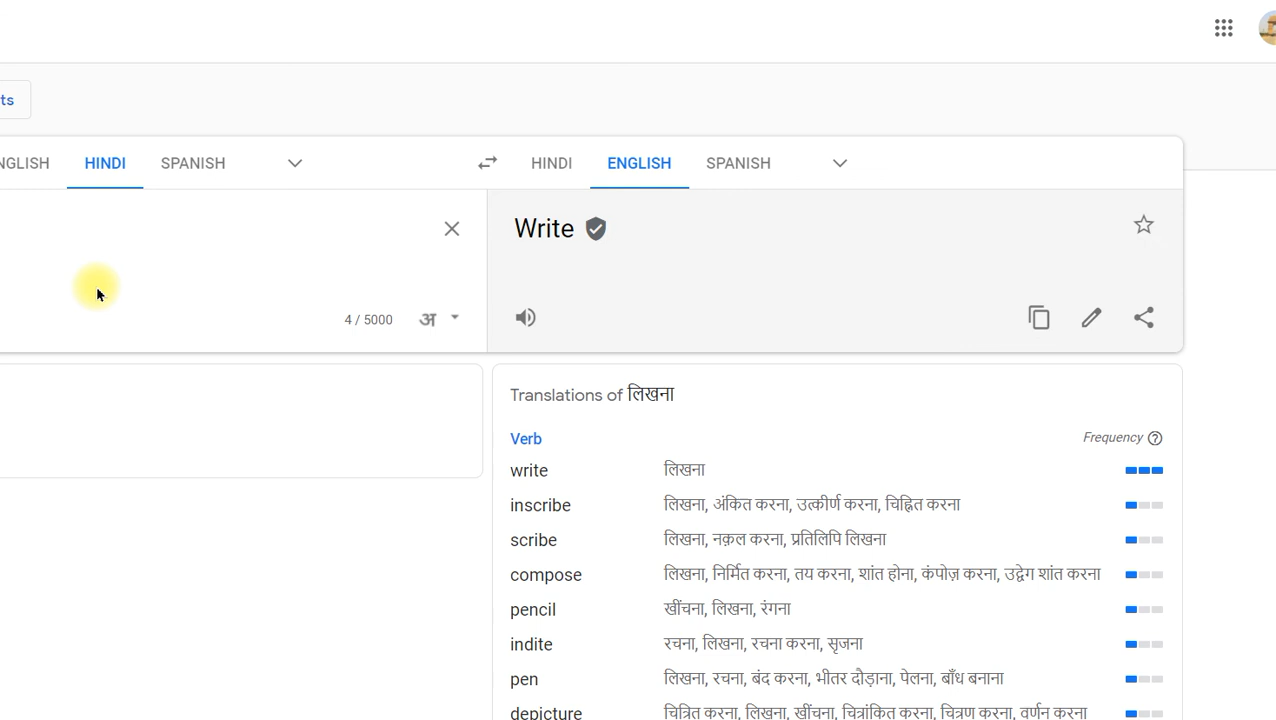 ts
NGLISH HINDI SPANISH HINDI ENGLISH SPANISH
Write
4 / 5000 अ
Translations of लिखना
Verb Frequency
write लिखना
inscribe लिखना, अंकित करना, उत्कीर्ण करना, चिह्नित करना
scribe लिखना, नक़ल करना, प्रतिलिपि लिखना
compose लिखना, निर्मित करना, तय करना, शांत होना, कंपोज़ करना, उद्वेग शांत करना
pencil खींचना, लिखना, रंगना
indite रचना, लिखना, रचना करना, सृजना
pen लिखना, रचना, बंद करना, भीतर दौड़ाना, पेलना, बाँध बनाना
depicture चित्रित करना, लिखना, खींचना, चित्रांकित करना, चित्रण करना, वर्णन करना